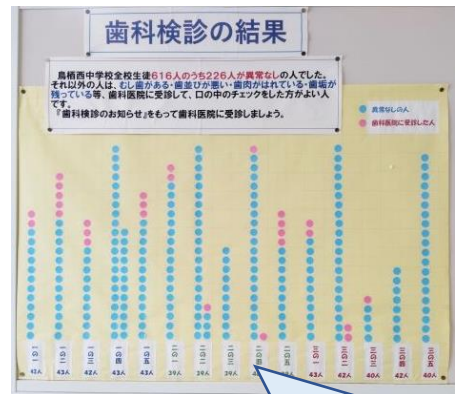 歯科検診の結果
鳥栖西中学校全校生徒616人のうち226人が異常なしの人でした。
それ以外の人は、むし歯がある・歯並びが悪い・歯肉がはれている・歯垢が
残っている等、歯科医院に受診して、口の中のチェックをした方がよい人
です。
『歯科検診のお知らせ』をもって歯科医院に受診しましょう。
異常なしの人
歯科医院に受診した人
42人 43人 42人 43人 43人 39人 39人 39人 43人 42人 40人 42人 40人